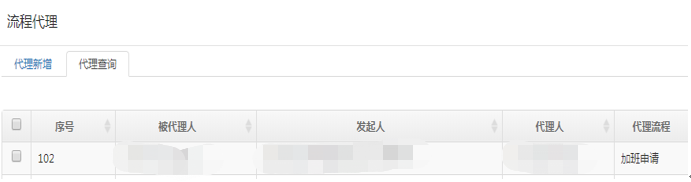 流程代理
代理新增 代理查询
序号 被代理人 发起人 代理人 代理流程
102 加班申请